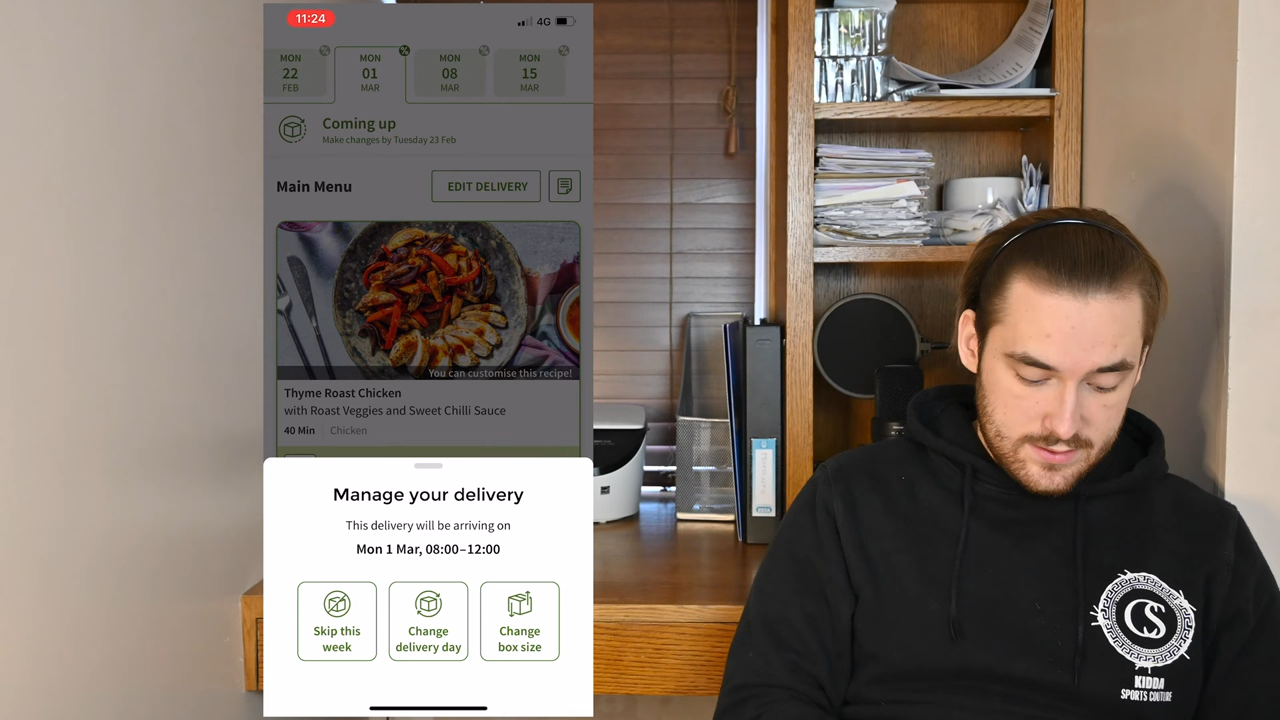 11:24
4G
MON
22
FEB
%
MON
01
MAR
%
MON
08
MAR
%
MON
15
MAR
%
Coming up
Make changes by Tuesday 23 Feb
Main Menu
EDIT DELIVERY
You can customise this recipe!
Thyme Roast Chicken
with Roast Veggies and Sweet Chilli Sauce
40 Min
Chicken
Manage your delivery
This delivery will be arriving on
Mon 1 Mar, 08:00–12:00
Skip this
week
Change
delivery day
Change
box size
CS
KIDDA
SPORTS COUTURE